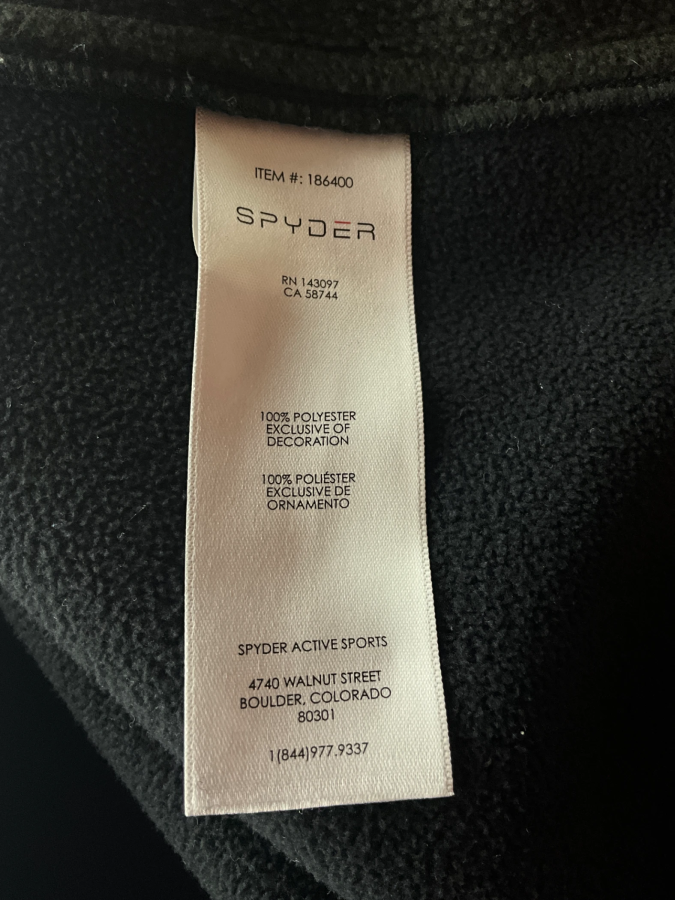 ITEM #: 186400
SPYDER
RN 143097
CA 58744
100% POLYESTER
EXCLUSIVE OF
DECORATION
100% POLIÉSTER
EXCLUSIVE DE
ORNAMENTO
SPYDER ACTIVE SPORTS
4740 WALNUT STREET
BOULDER, COLORADO
80301
1(844)977.9337